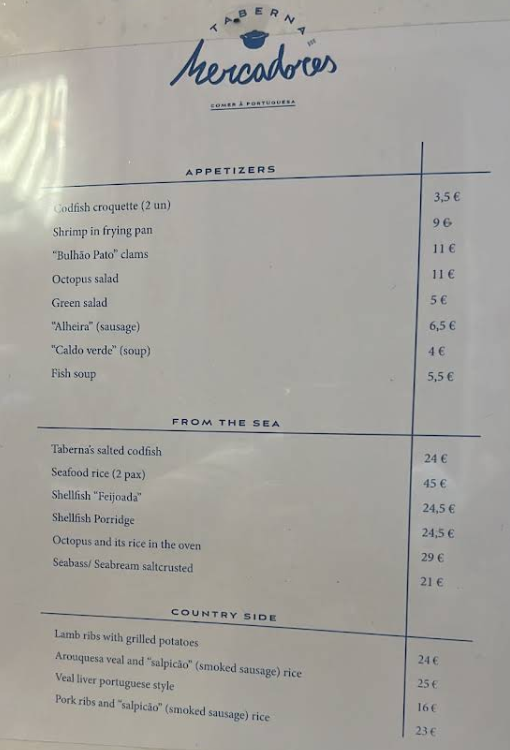 TABERNA
dos
Mercadores
COMER À PORTUGUESA
APPETIZERS
Codfish croquette (2 un) 3,5 €
Shrimp in frying pan 9 €
"Bulhão Pato" clams 11 €
Octopus salad 11 €
Green salad 5 €
"Alheira" (sausage) 6,5 €
"Caldo verde" (soup) 4 €
Fish soup 5,5 €
FROM THE SEA
Taberna's salted codfish 24 €
Seafood rice (2 pax) 45 €
Shellfish "Feijoada" 24,5 €
Shellfish Porridge 24,5 €
Octopus and its rice in the oven 29 €
Seabass/ Seabream saltcrusted 21 €
COUNTRY SIDE
Lamb ribs with grilled potatoes 24 €
Arouquesa veal and "salpicão" (smoked sausage) rice 25 €
Veal liver portuguese style 16 €
Pork ribs and "salpicão" (smoked sausage) rice 23 €